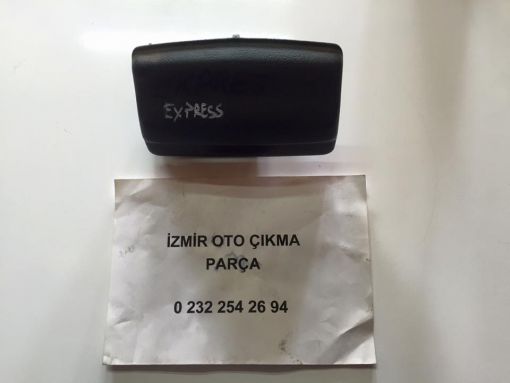 EXPRESS
İZMİR OTO ÇIKMA
PARÇA
0 232 254 26 94